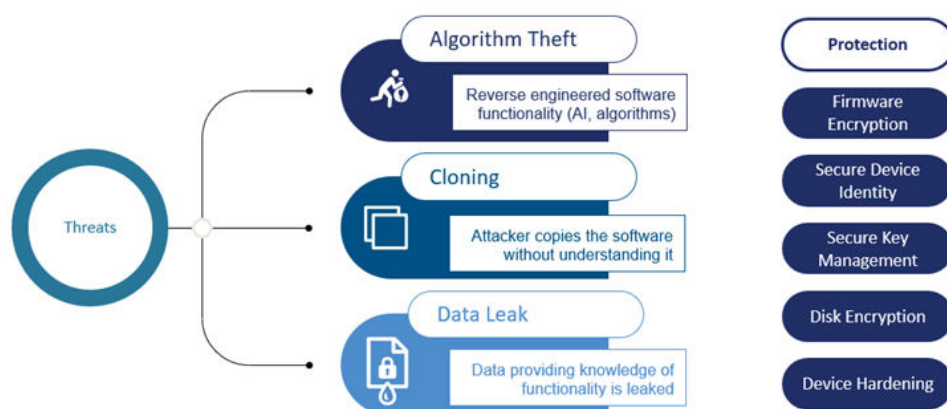 Threats
Algorithm Theft
Reverse engineered software
functionality (AI, algorithms)
Cloning
Attacker copies the software
without understanding it
Data Leak
Data providing knowledge of
functionality is leaked
Protection
Firmware
Encryption
Secure Device
Identity
Secure Key
Management
Disk Encryption
Device Hardening